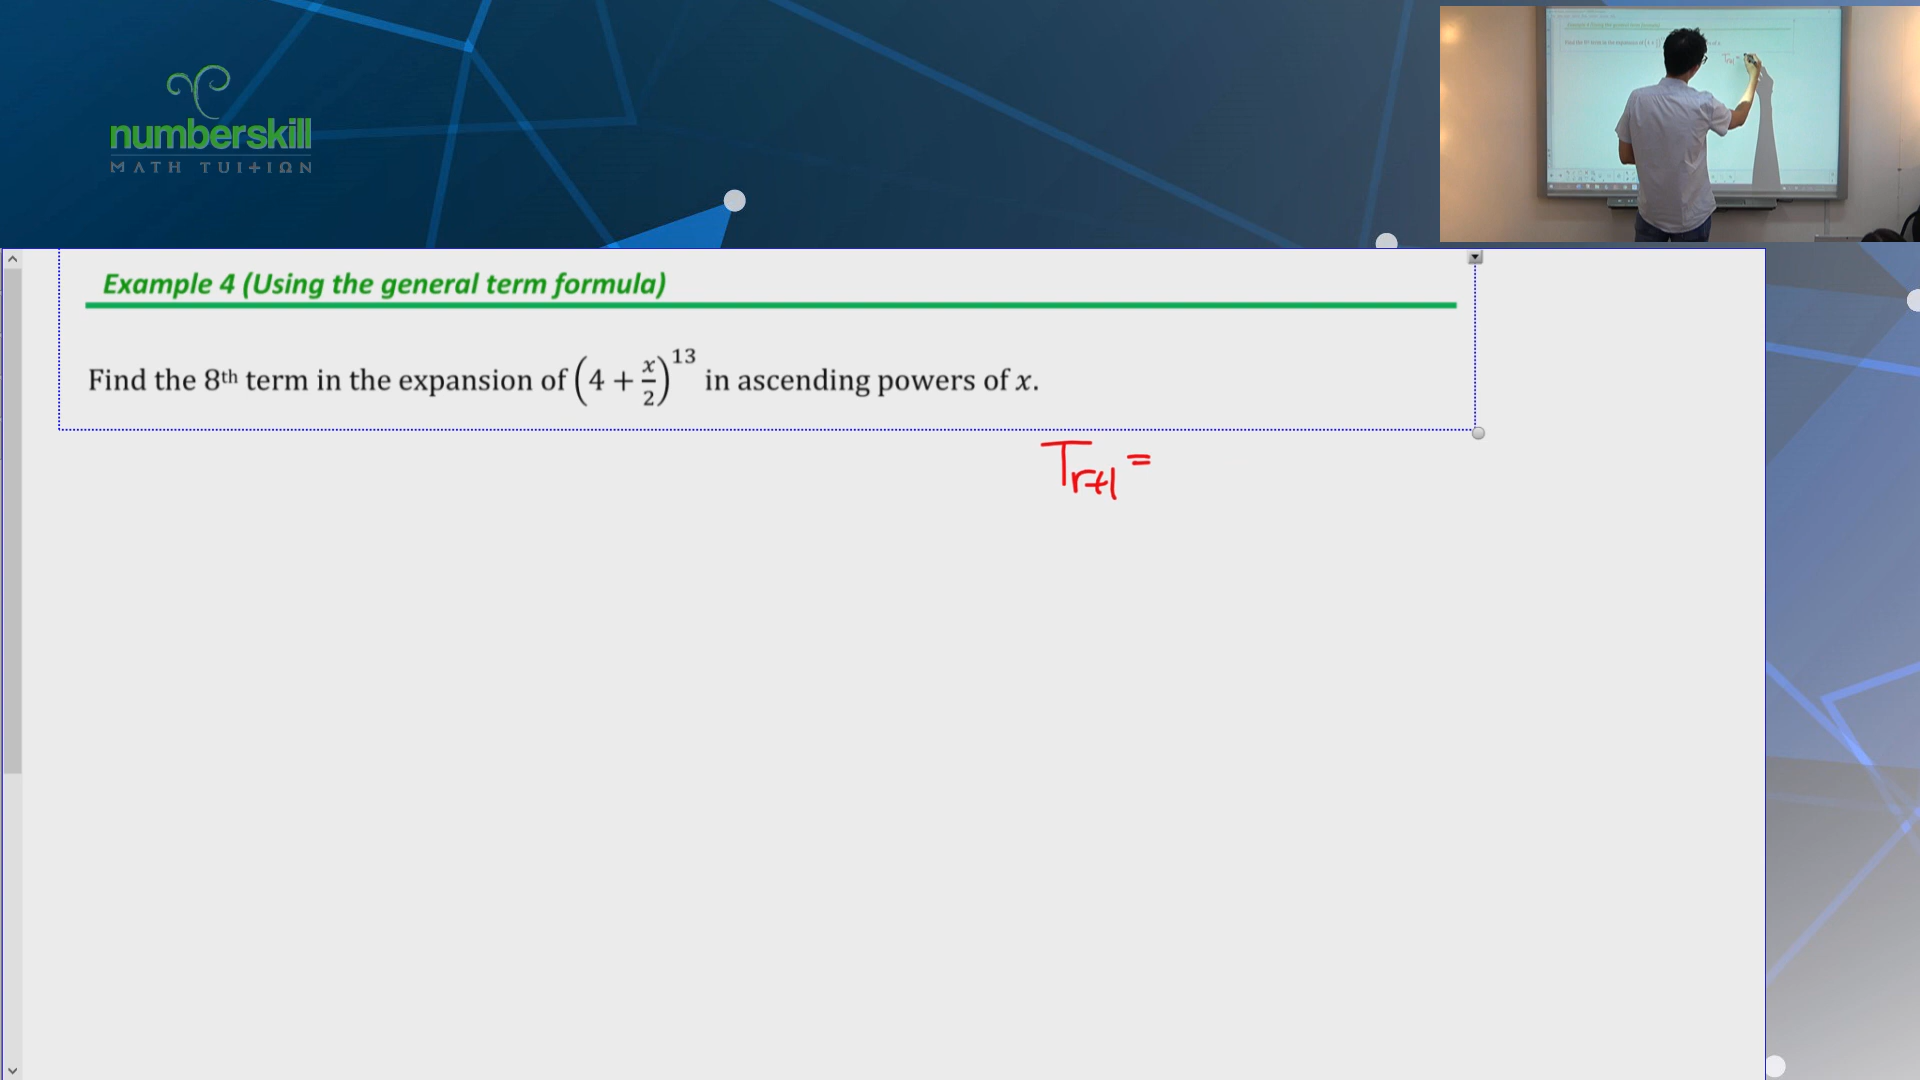 numberskill
MATH TUITION
Example 4 (Using the general term formula)
Find the 8th term in the expansion of (4 + x/2)^13 in ascending powers of x.
Tr+1 =